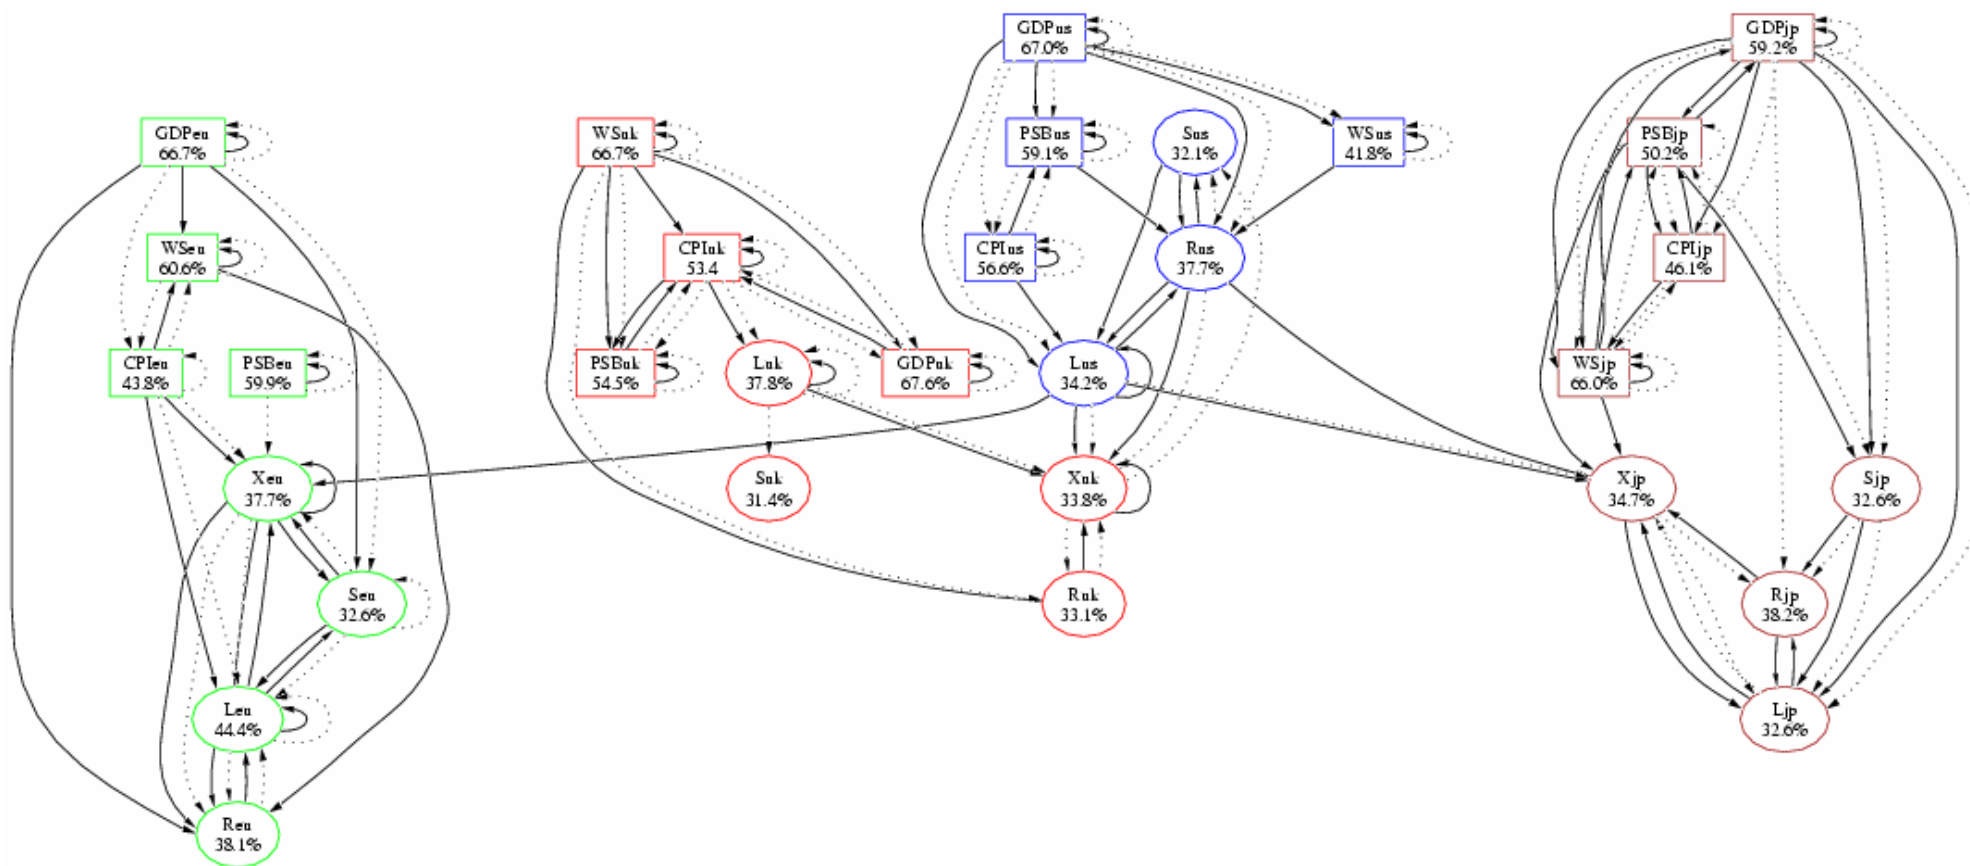 GDPus
67.0%
GDPjp
59.2%
GDPeu
66.7%
WSuk
66.7%
PSBus
59.1%
Sus
32.1%
WSus
41.8%
PSBjp
50.2%
WSeu
60.6%
CPIuk
53.4
CPIus
56.6%
Rus
37.7%
CPIjp
46.1%
CPIeu
43.8%
PSBeu
59.9%
PSBuk
54.5%
Luk
37.8%
GDPuk
67.6%
Lus
34.2%
WSjp
66.0%
Xeu
37.7%
Suk
31.4%
Xuk
33.8%
Xjp
34.7%
Sjp
32.6%
Seu
32.6%
Ruk
33.1%
Rjp
38.2%
Leu
44.4%
Ljp
32.6%
Reu
38.1%